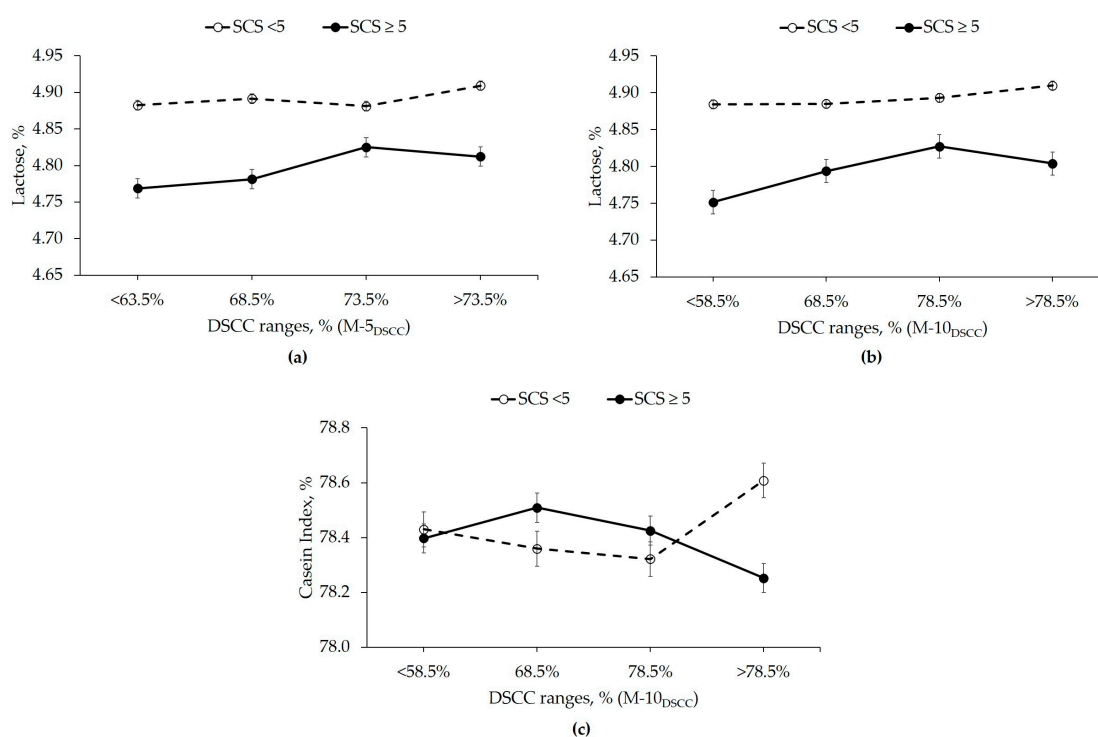 SCS <5 SCS ≥ 5
4.95
4.90
4.85
4.80
4.75
4.70
4.65
Lactose, %
<63.5% 68.5% 73.5% >73.5%
DSCC ranges, % (M-5DSCC)
(a)
SCS <5 SCS ≥ 5
4.95
4.90
4.85
4.80
4.75
4.70
4.65
Lactose, %
<58.5% 68.5% 78.5% >78.5%
DSCC ranges, % (M-10DSCC)
(b)
SCS <5 SCS ≥ 5
78.8
78.6
78.4
78.2
78.0
Casein Index, %
<58.5% 68.5% 78.5% >78.5%
DSCC ranges, % (M-10DSCC)
(c)